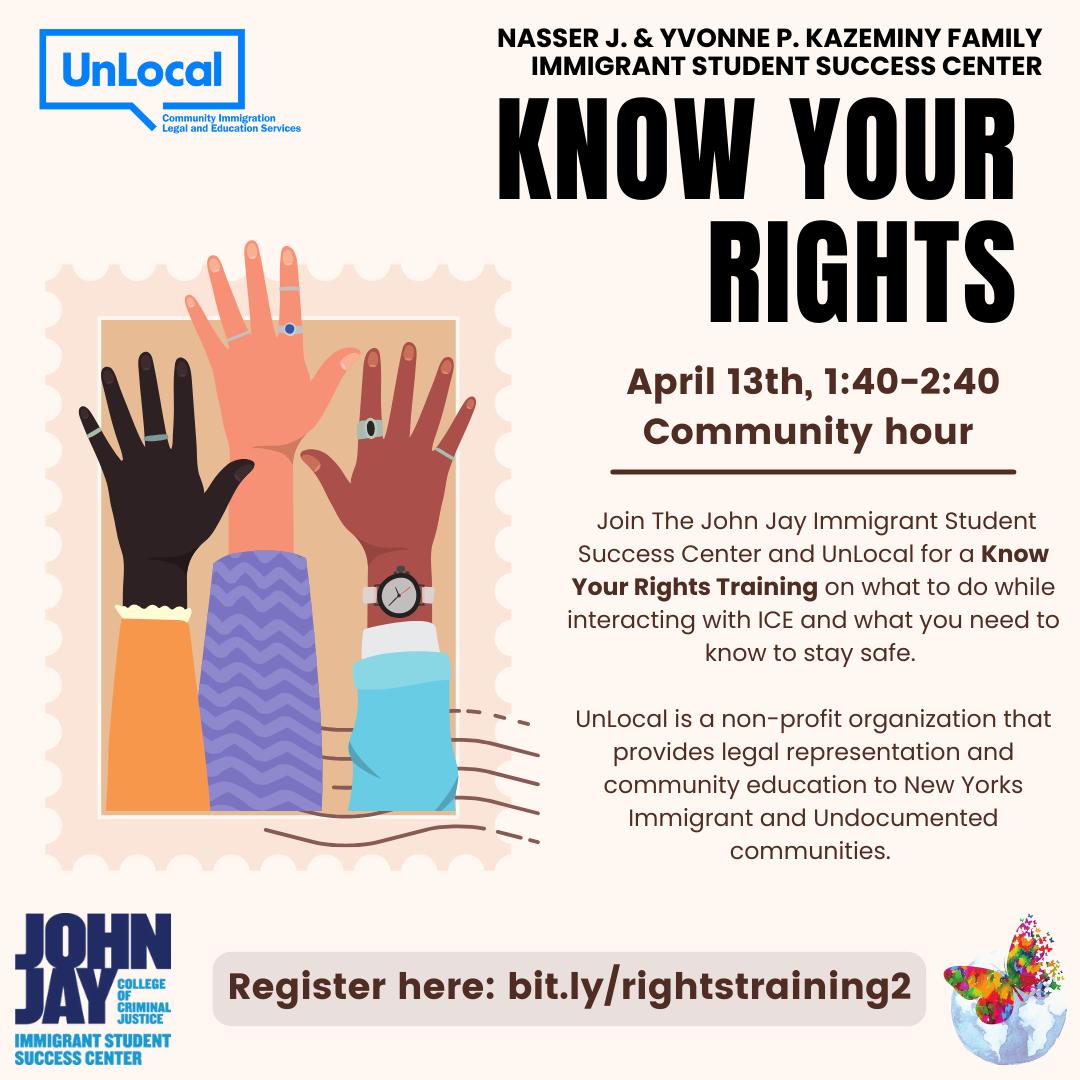 UnLocal
Community Immigration
Legal and Education Services
NASSER J. & YVONNE P. KAZEMINY FAMILY
IMMIGRANT STUDENT SUCCESS CENTER
KNOW YOUR
RIGHTS
April 13th, 1:40-2:40
Community hour
Join The John Jay Immigrant Student
Success Center and UnLocal for a Know
Your Rights Training on what to do while
interacting with ICE and what you need to
know to stay safe.
UnLocal is a non-profit organization that
provides legal representation and
community education to New Yorks
Immigrant and Undocumented
communities.
JOHN
JAY
COLLEGE
OF
CRIMINAL
JUSTICE
IMMIGRANT STUDENT
SUCCESS CENTER
Register here: bit.ly/rightstraining2